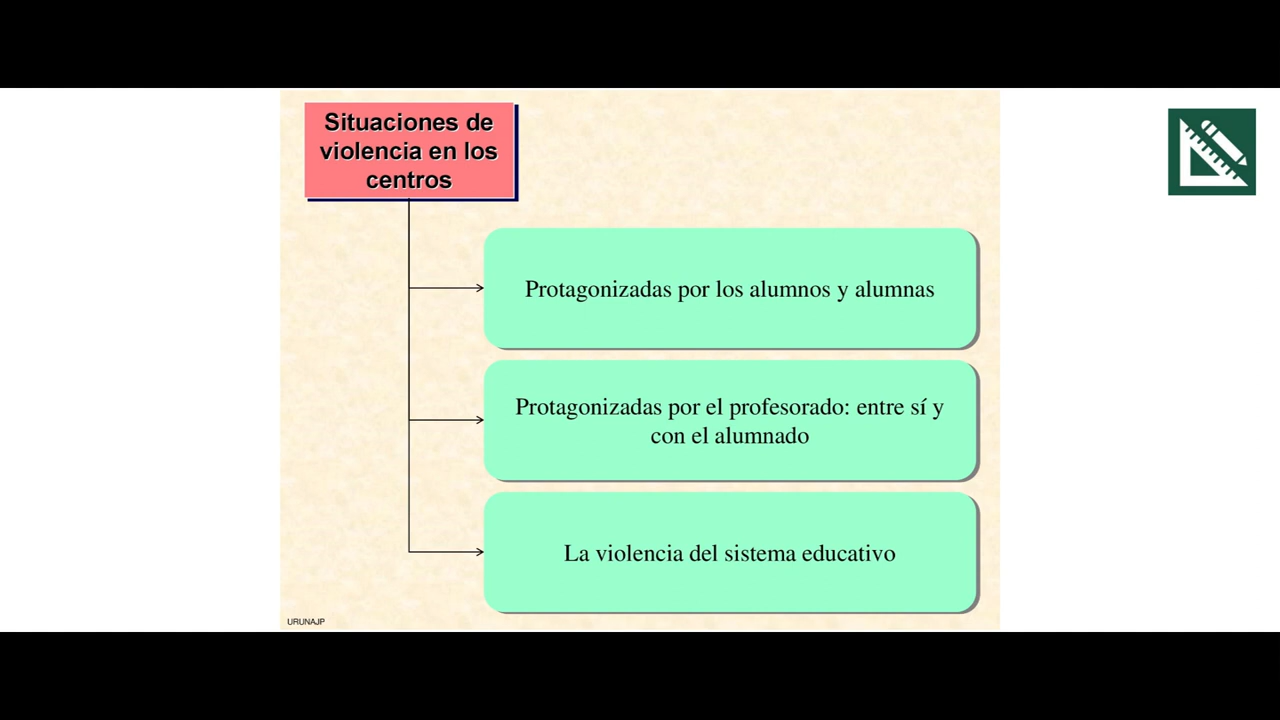 Situaciones de
violencia en los
centros
Protagonizadas por los alumnos y alumnas
Protagonizadas por el profesorado: entre sí y
con el alumnado
La violencia del sistema educativo
URUNAJP